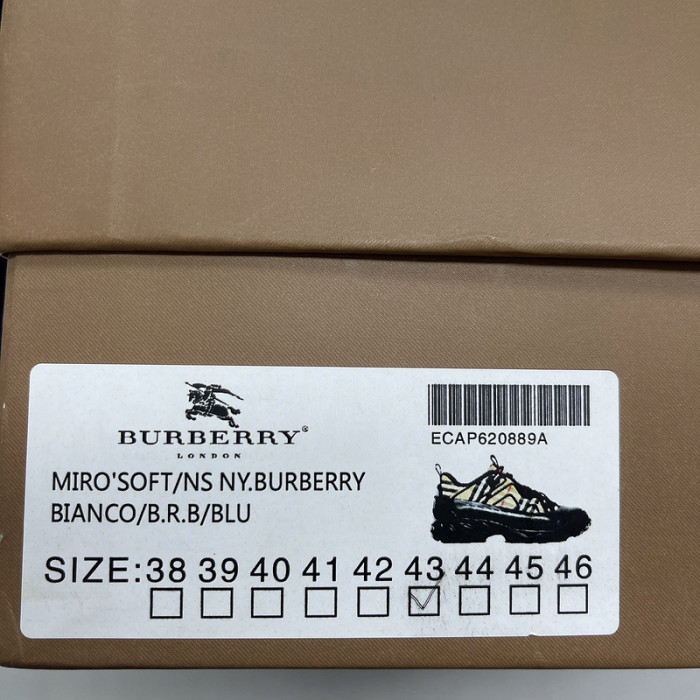 BURBERRY®
LONDON
ECAP620889A
MIRO'SOFT/NS NY.BURBERRY
BIANCO/B.R.B/BLU
SIZE:38 39 40 41 42 43 44 45 46